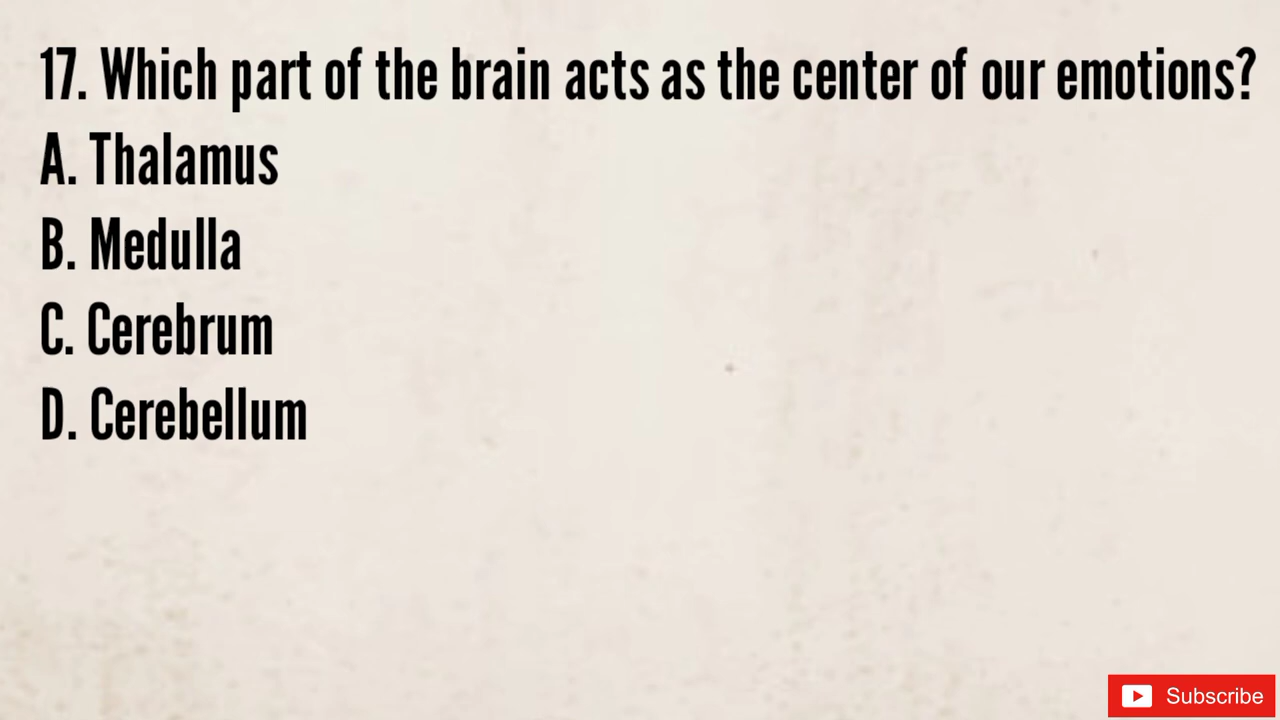 17. Which part of the brain acts as the center of our emotions?
A. Thalamus
B. Medulla
C. Cerebrum
D. Cerebellum
Subscribe